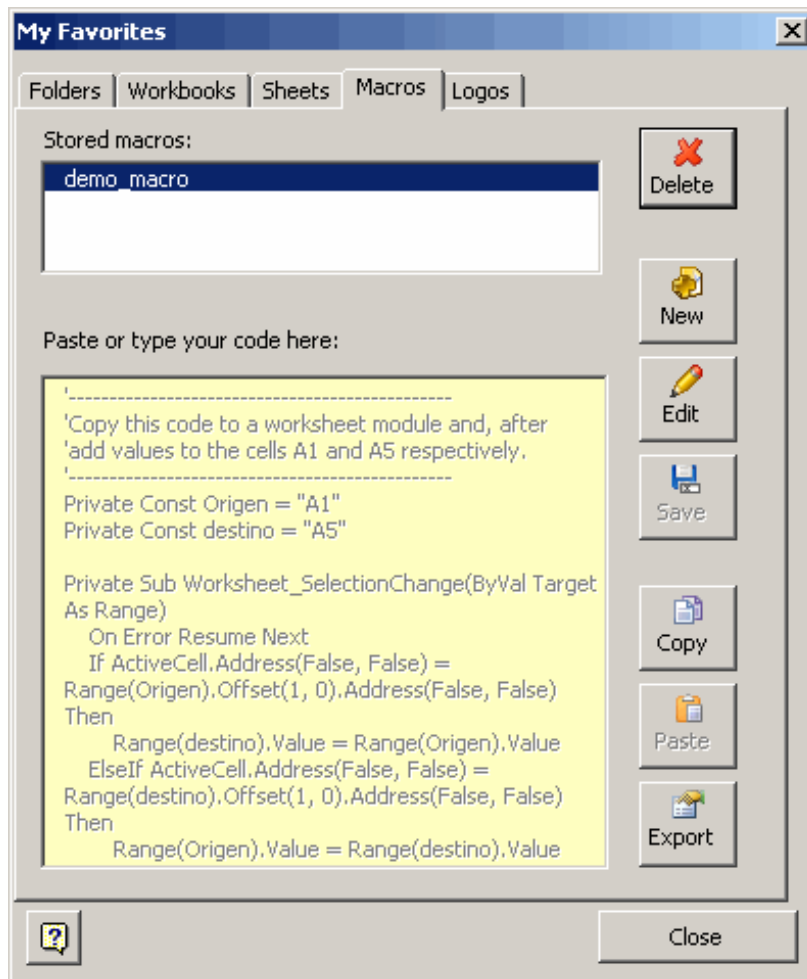 My Favorites
Folders
Workbooks
Sheets
Macros
Logos
Stored macros:
demo_macro
Delete
New
Paste or type your code here:
Edit
Save
Copy
Paste
Export
'-----------------------------------------------
'Copy this code to a worksheet module and, after
'add values to the cells A1 and A5 respectively.
'-----------------------------------------------
Private Const Origen = "A1"
Private Const destino = "A5"
Private Sub Worksheet_SelectionChange(ByVal Target
As Range)
On Error Resume Next
If ActiveCell.Address(False, False) =
Range(Origen).Offset(1, 0).Address(False, False)
Then
Range(destino).Value = Range(Origen).Value
ElseIf ActiveCell.Address(False, False) =
Range(destino).Offset(1, 0).Address(False, False)
Then
Range(Origen).Value = Range(destino).Value
?
Close